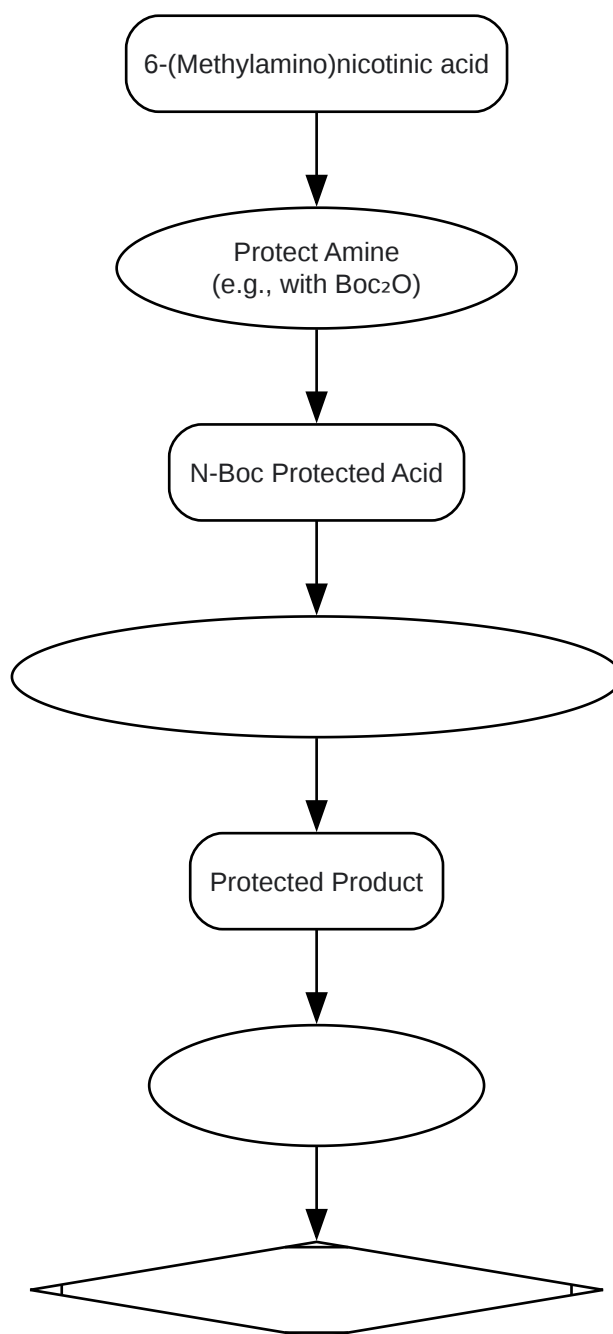 6-(Methylamino)nicotinic acid
Protect Amine
(e.g., with Boc₂O)
N-Boc Protected Acid
Protected Product